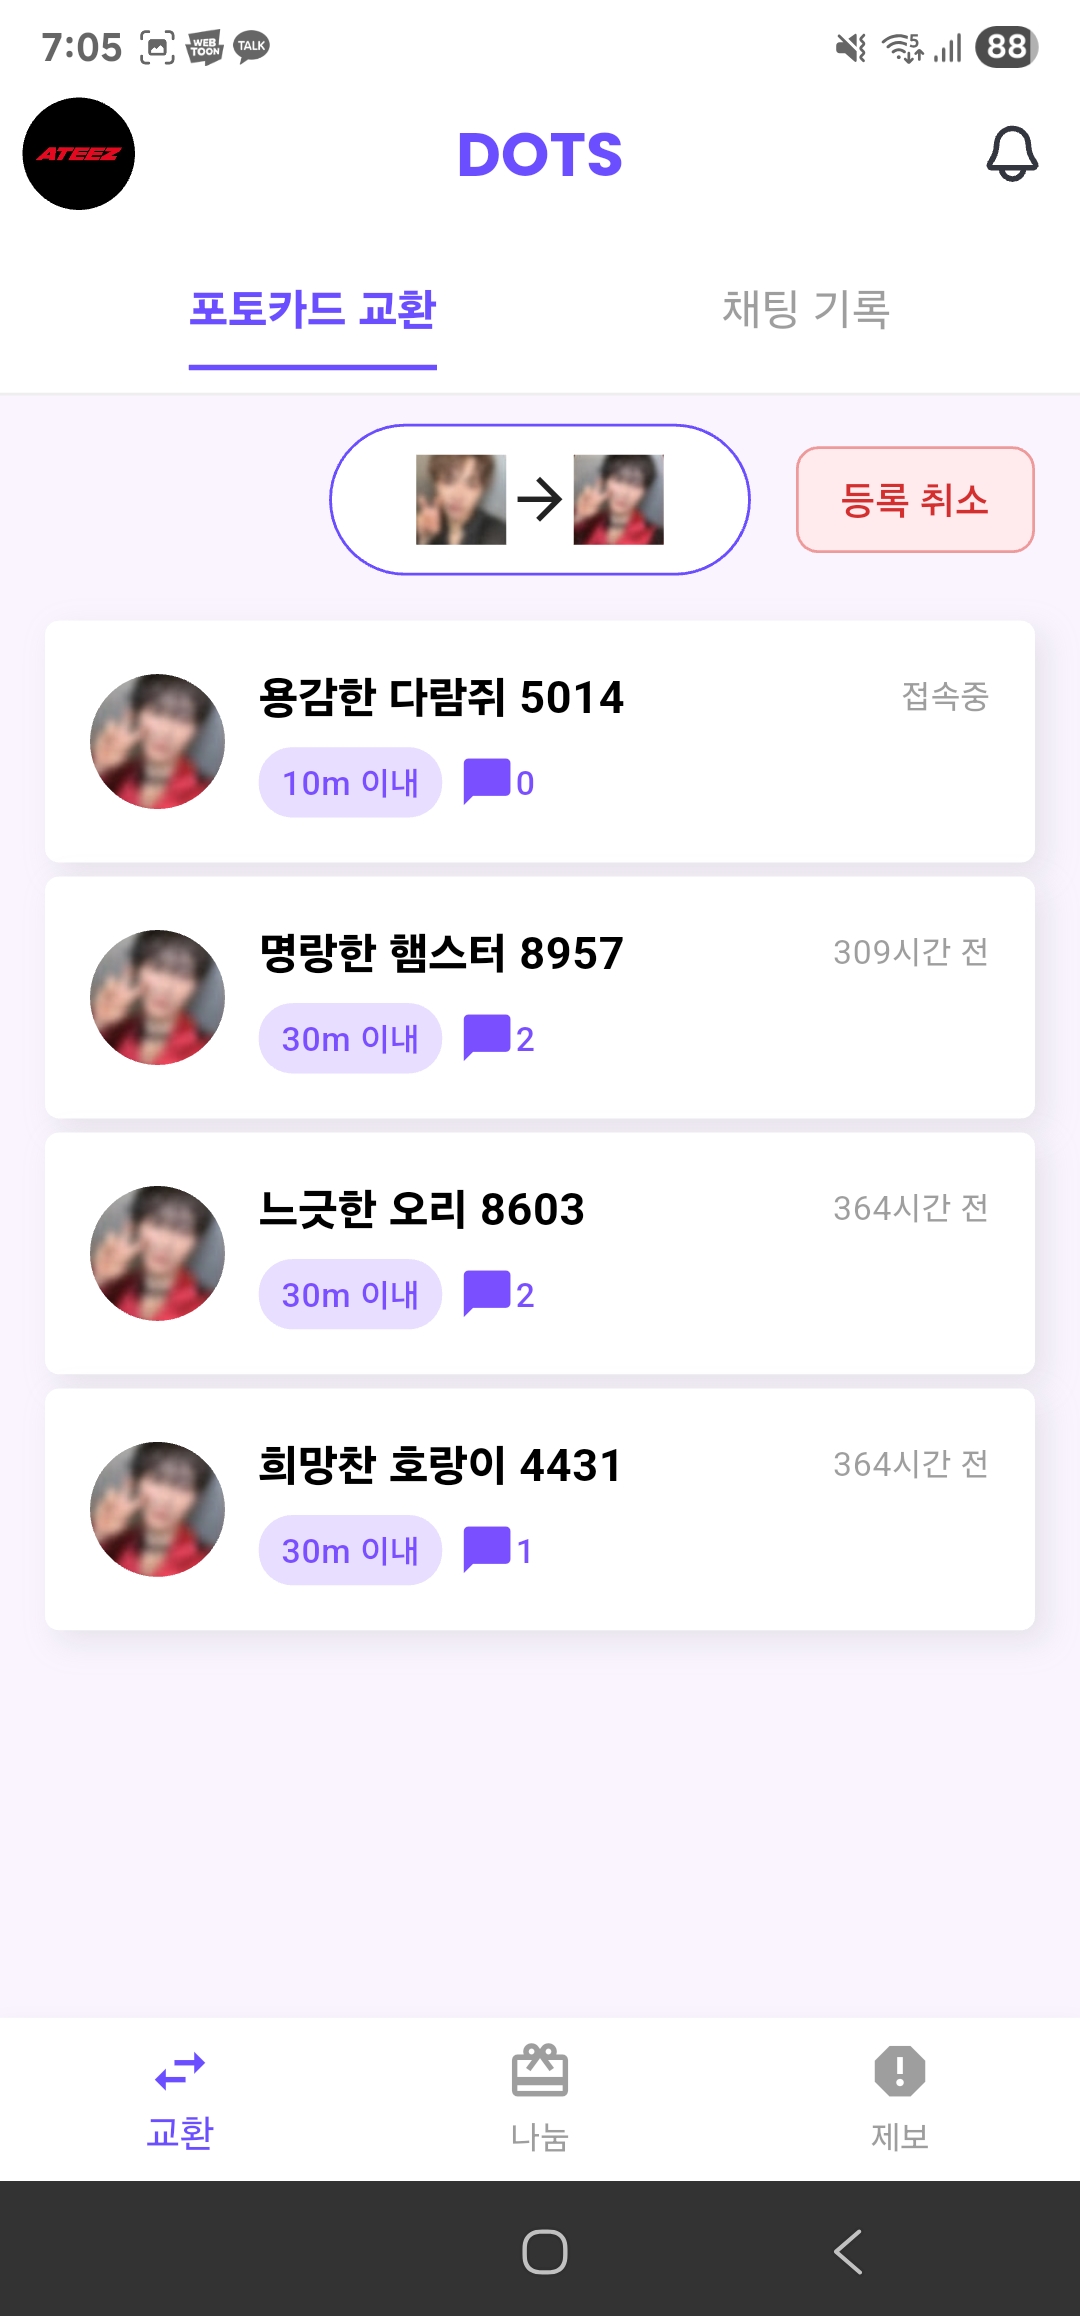 7:05 WEB TOON TALK 5 88
ATEEZ DOTS
포토카드 교환 채팅 기록
등록 취소
용감한 다람쥐 5014 접속중
10m 이내 0
명랑한 햄스터 8957 309시간 전
30m 이내 2
느긋한 오리 8603 364시간 전
30m 이내 2
희망찬 호랑이 4431 364시간 전
30m 이내 1
교환 나눔 제보